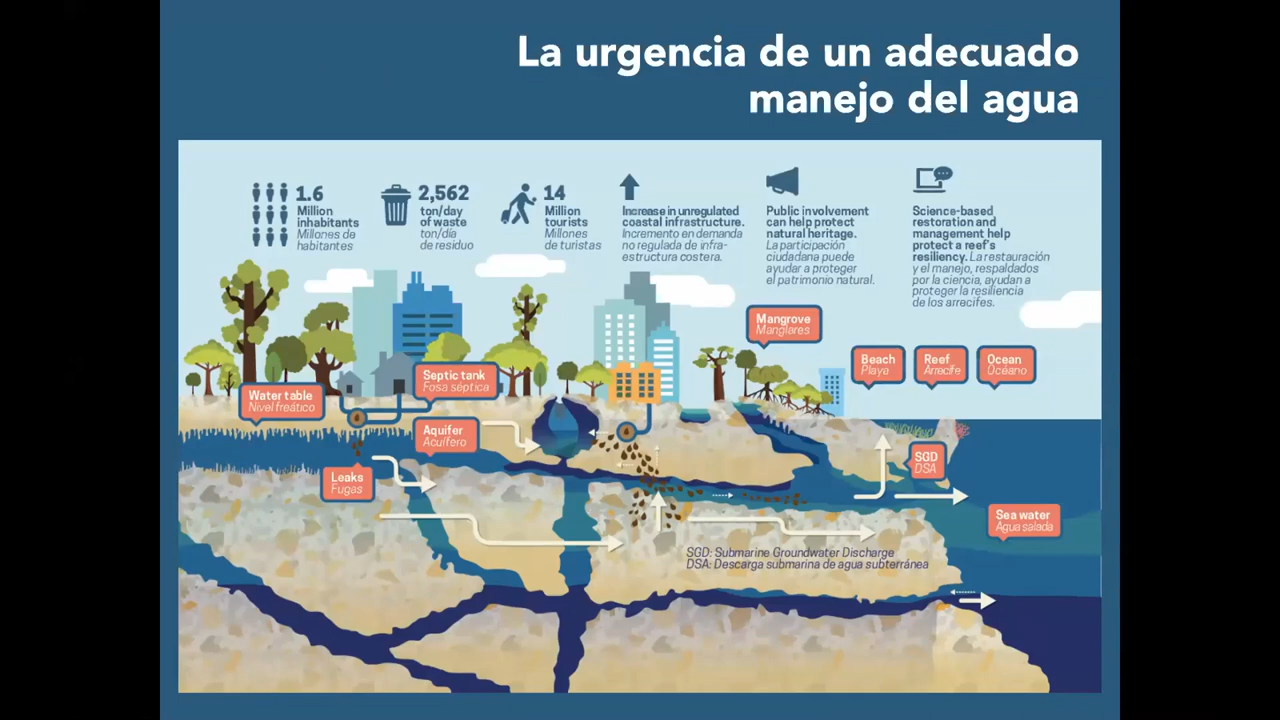 La urgencia de un adecuado
manejo del agua
1.6
Million
inhabitants
Millones de
habitantes
2,562
ton/day
of waste
ton/día
de residuo
14
Million
tourists
Millones
de turistas
Increase in unregulated
coastal infrastructure.
Incremento en demanda
no regulada de infra-
estructura costera.
Public involvement
can help protect
natural heritage.
La participación
ciudadana puede
ayudar a proteger
el patrimonio natural.
Science-based
restoration and
management help
protect a reef's
resiliency. La restauración
y el manejo, respaldados
por la ciencia, ayudan a
proteger la resiliencia
de los arrecifes.
Mangrove
Manglares
Beach
Playa
Reef
Arrecife
Ocean
Océano
Septic tank
Fosa séptica
Water table
Nivel freático
Aquifer
Acuífero
Leaks
Fugas
SGD
DSA
Sea water
Agua salada
SGD: Submarine Groundwater Discharge
DSA: Descarga submarina de agua subterránea